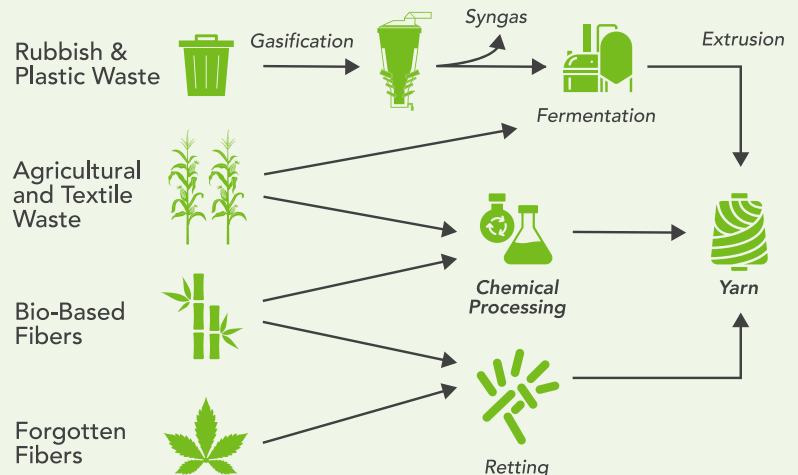 Rubbish &
Plastic Waste
Gasification
Syngas
Extrusion
Fermentation
Agricultural
and Textile
Waste
Chemical
Processing
Yarn
Bio-Based
Fibers
Forgotten
Fibers
Retting